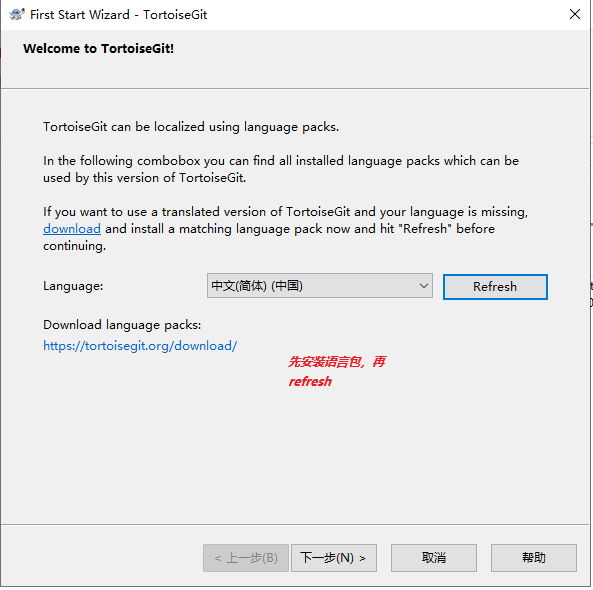 First Start Wizard - TortoiseGit
Welcome to TortoiseGit!
TortoiseGit can be localized using language packs.
In the following combobox you can find all installed language packs which can be
used by this version of TortoiseGit.
If you want to use a translated version of TortoiseGit and your language is missing,
download and install a matching language pack now and hit "Refresh" before
continuing.
Language:
中文(简体) (中国)
Refresh
Download language packs:
https://tortoisegit.org/download/
先安装语言包，再
refresh
< 上一步(B)
下一步(N) >
取消
帮助